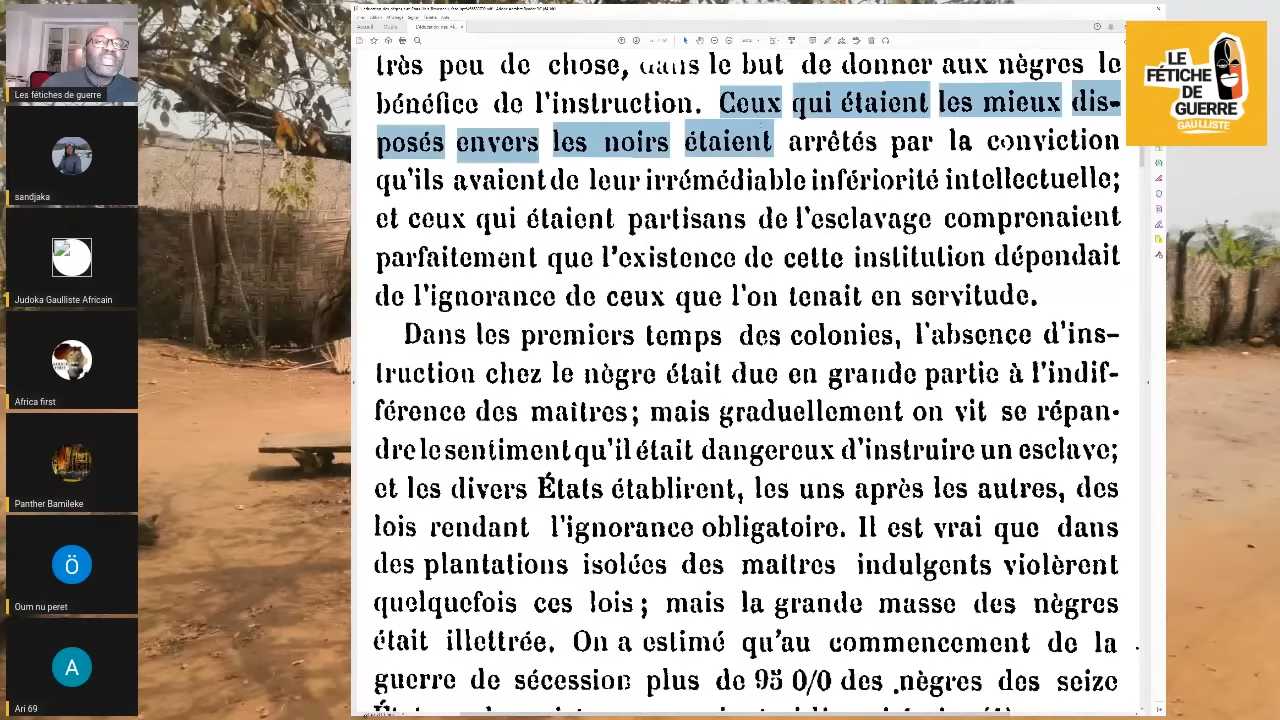 Les fétiches de guerre
sandjaka
Judoka Gaulliste Africain
Africa first
Panther Bamileke
Ö
Oum nu peret
A
Ari 69
Accueil
Outils
très peu de chose, dans le but de donner aux nègres le
bénéfice de l'instruction. Ceux qui étaient les mieux dis-
posés envers les noirs étaient arrêtés par la conviction
qu'ils avaient de leur irrémédiable infériorité intellectuelle;
et ceux qui étaient partisans de l'esclavage comprenaient
parfaitement que l'existence de cette institution dépendait
de l'ignorance de ceux que l'on tenait en servitude.
Dans les premiers temps des colonies, l'absence d'ins-
truction chez le nègre était due en grande partie à l'indif-
férence des maîtres; mais graduellement on vit se répan-
dre le sentiment qu'il était dangereux d'instruire un esclave;
et les divers États établirent, les uns après les autres, des
lois rendant l'ignorance obligatoire. Il est vrai que dans
des plantations isolées des maîtres indulgents violèrent
quelquefois ces lois; mais la grande masse des nègres
était illettrée. On a estimé qu'au commencement de la
guerre de sécession plus de 95 0/0 des nègres des seize
LE
FÉTICHE
DE GUERRE
GAULLISTE